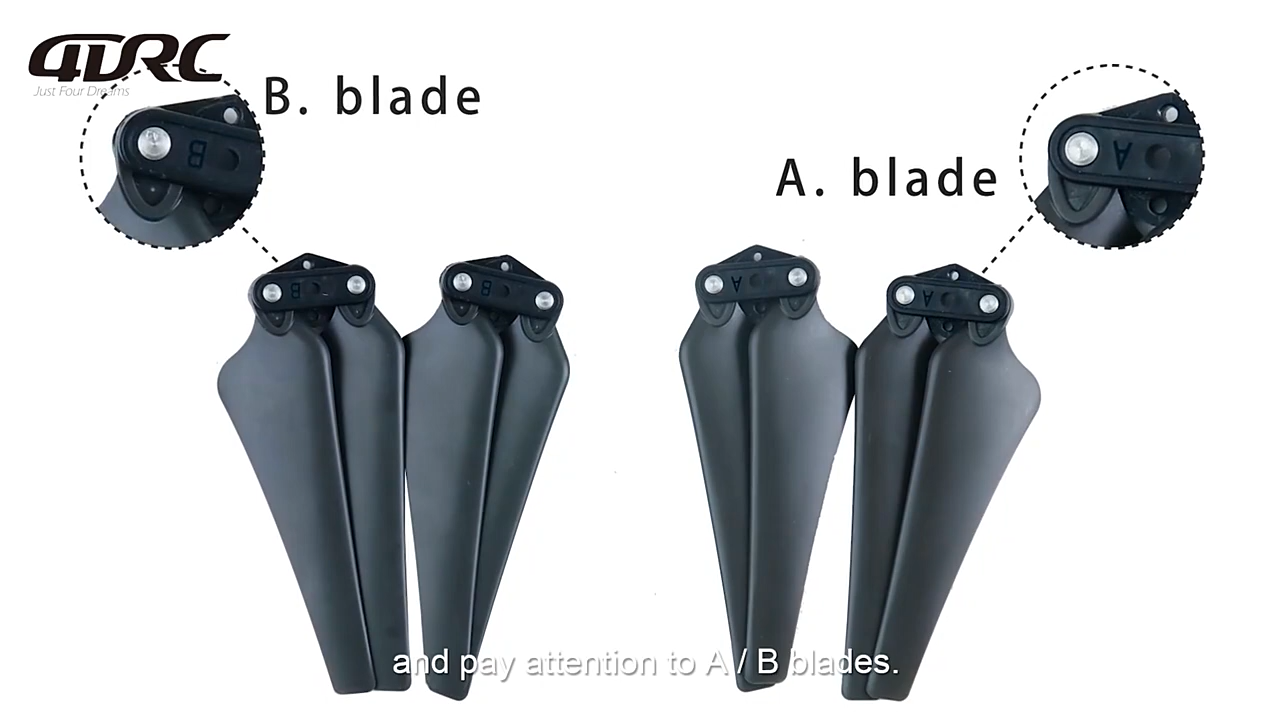 4DRC
Just Four Dreams
B. blade
A. blade
B
A
B
B
A
A
and pay attention to A / B blades.